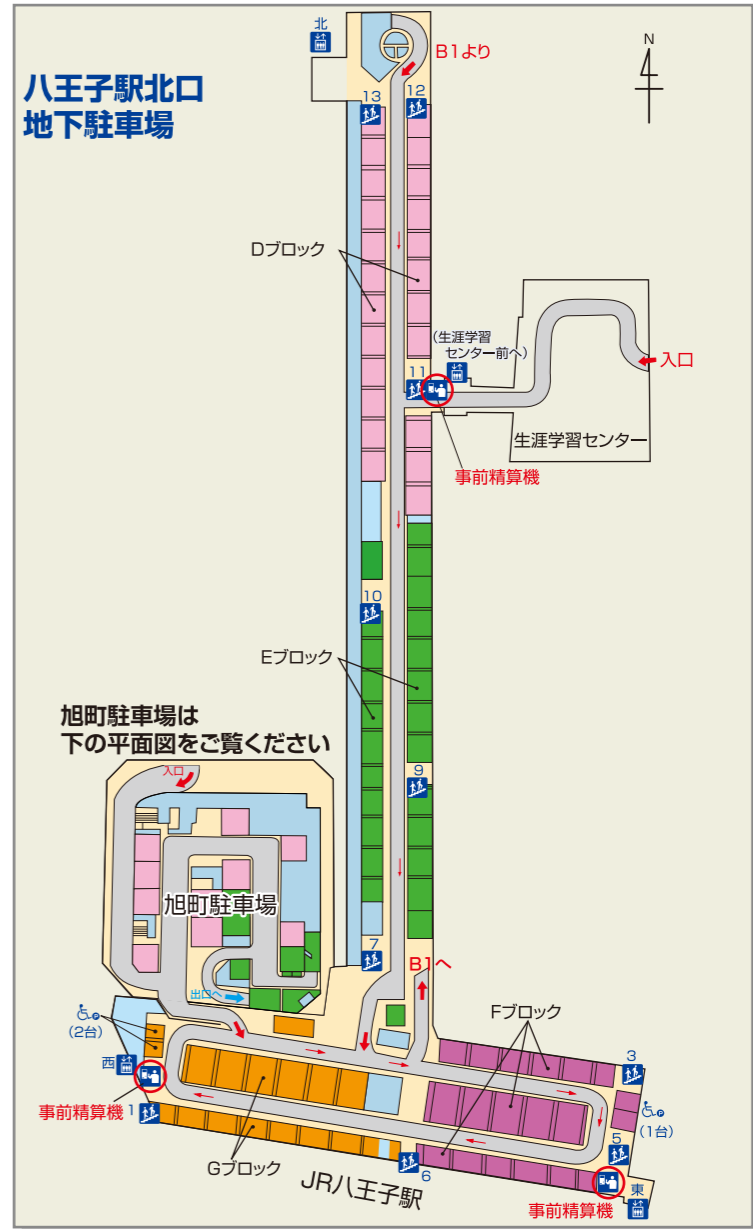 北
B1より
N
八王子駅北口
地下駐車場
13
12
Dブロック
(生涯学習
センター前へ)
入口
11
生涯学習センター
事前精算機
10
Eブロック
旭町駐車場は
下の平面図をご覧ください
入口
9
旭町駐車場
7
B1へ
出口へ
Fブロック
(2台)
西
3
事前精算機
1
(1台)
5
Gブロック
6
JR八王子駅
東
事前精算機